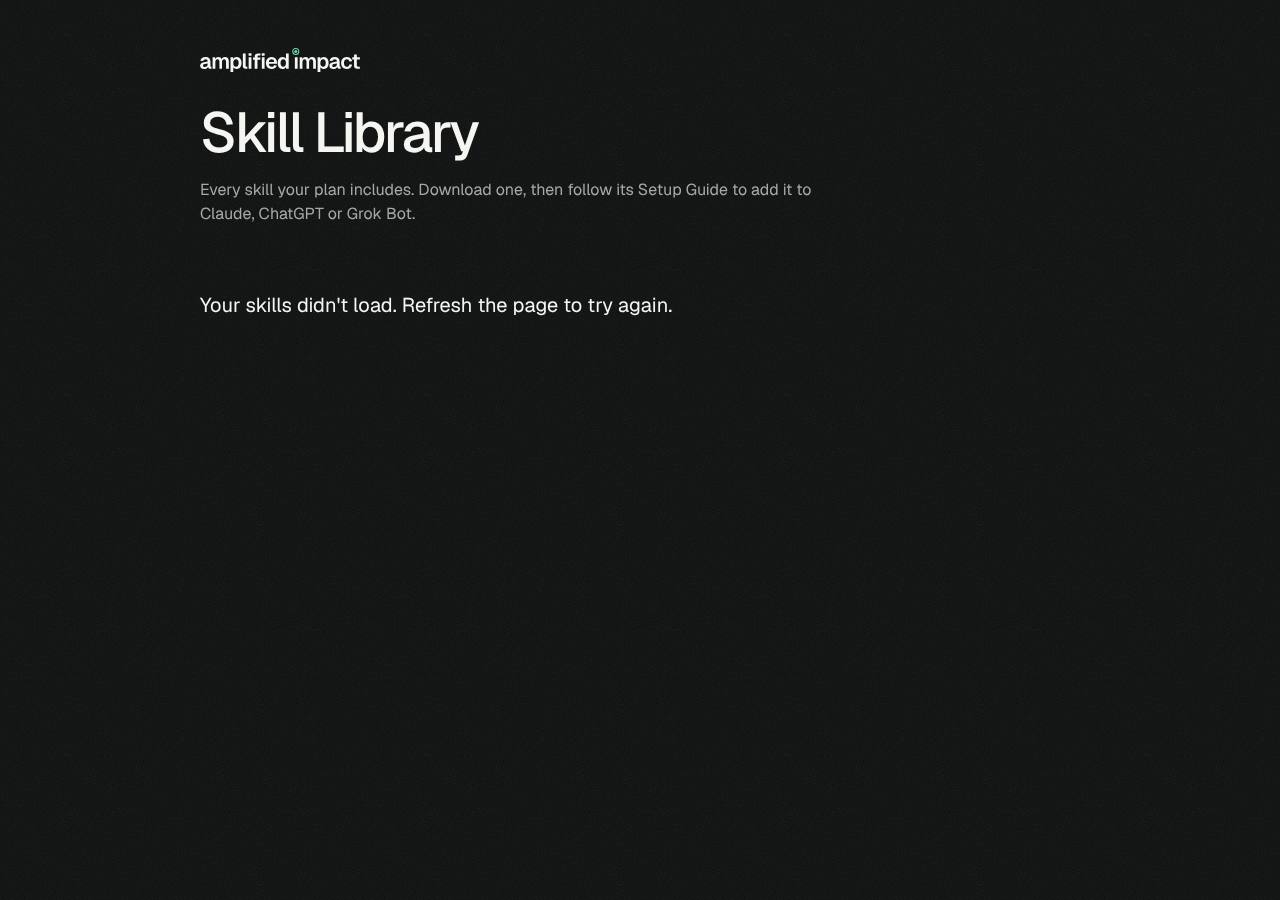 amplified impact
Skill Library
Every skill your plan includes. Download one, then follow its Setup Guide to add it to
Claude, ChatGPT or Grok Bot.
Your skills didn't load. Refresh the page to try again.